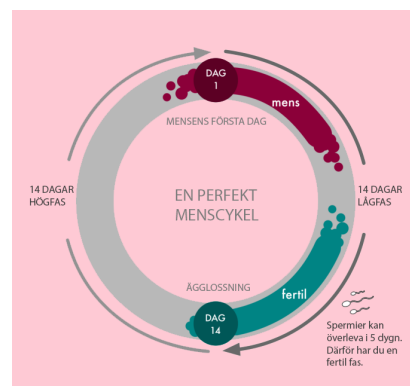 DAG
1
mens
MENSENS FÖRSTA DAG
14 DAGAR
HÖGFAS
EN PERFEKT
MENSCYKEL
14 DAGAR
LÅGFAS
ÄGGLOSSNING
fertil
DAG
14
Spermier kan
överleva i 5 dygn.
Därför har du en
fertil fas.